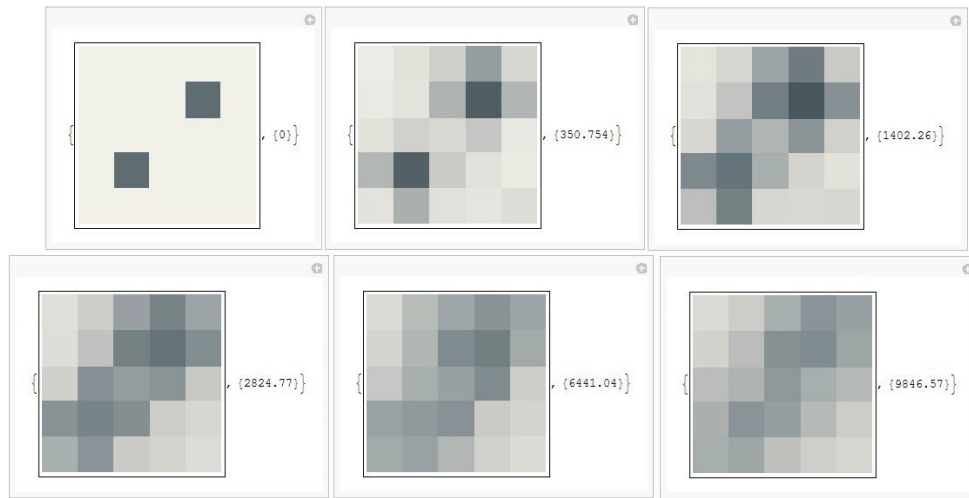 { , {0}}
{ , {350.754}}
{ , {1402.26}}
{ , {2824.77}}
{ , {6441.04}}
{ , {9846.57}}